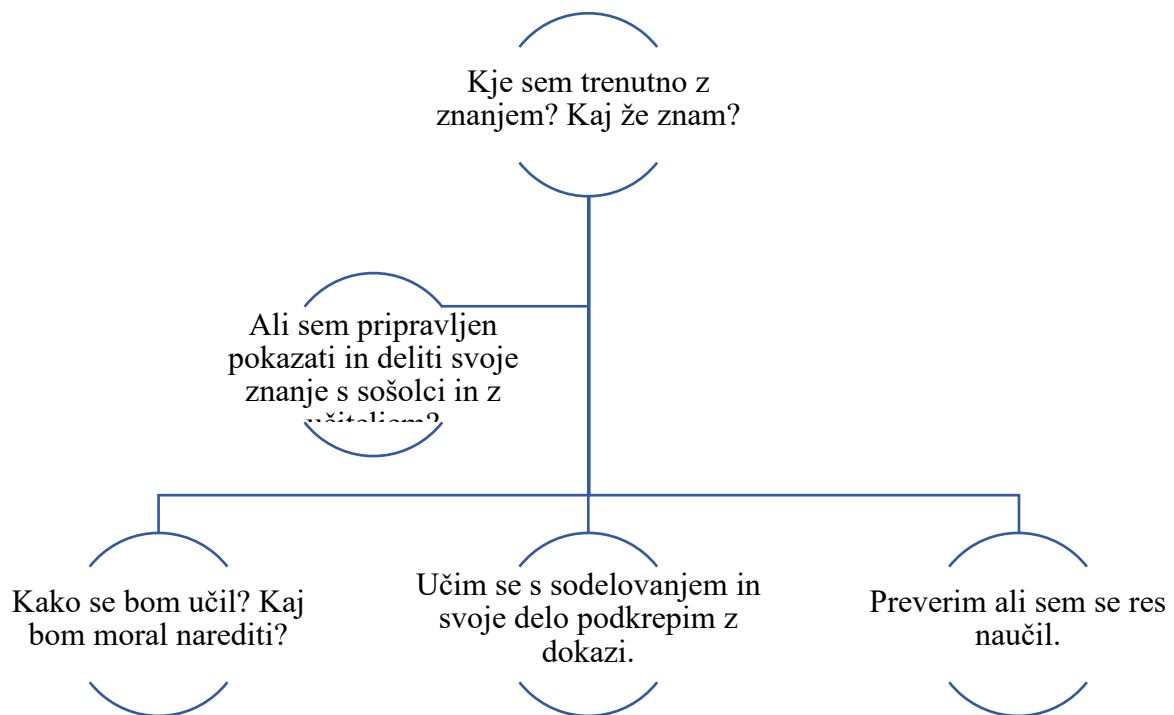 Kje sem trenutno z
znanjem? Kaj že znam?
Ali sem pripravljen
pokazati in deliti svoje
znanje s sošolci in z
učiteljem?
Kako se bom učil? Kaj
bom moral narediti?
Učim se s sodelovanjem in
svoje delo podkrepim z
dokazi.
Preverim ali sem se res
naučil.